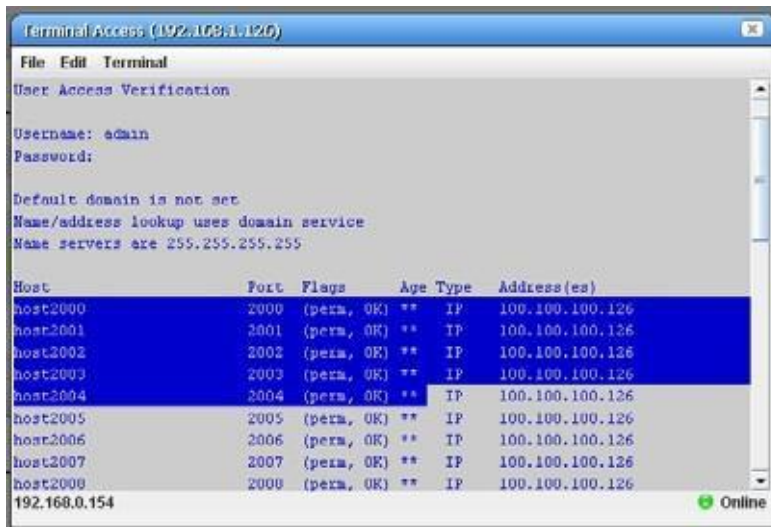 Terminal Access (192.168.1.126)
File Edit Terminal
User Access Verification
Username: admin
Password:
Default domain is not set
Name/address lookup uses domain service
Name servers are 255.255.255.255
Host Port Flags Age Type Address(es)
host2000 2000 (perm, OK) ** IP 100.100.100.126
host2001 2001 (perm, OK) ** IP 100.100.100.126
host2002 2002 (perm, OK) ** IP 100.100.100.126
host2003 2003 (perm, OK) ** IP 100.100.100.126
host2004 2004 (perm, OK) ** IP 100.100.100.126
host2005 2005 (perm, OK) ** IP 100.100.100.126
host2006 2006 (perm, OK) ** IP 100.100.100.126
host2007 2007 (perm, OK) ** IP 100.100.100.126
host2008 2008 (perm, OK) ** IP 100.100.100.126
192.168.0.154 Online